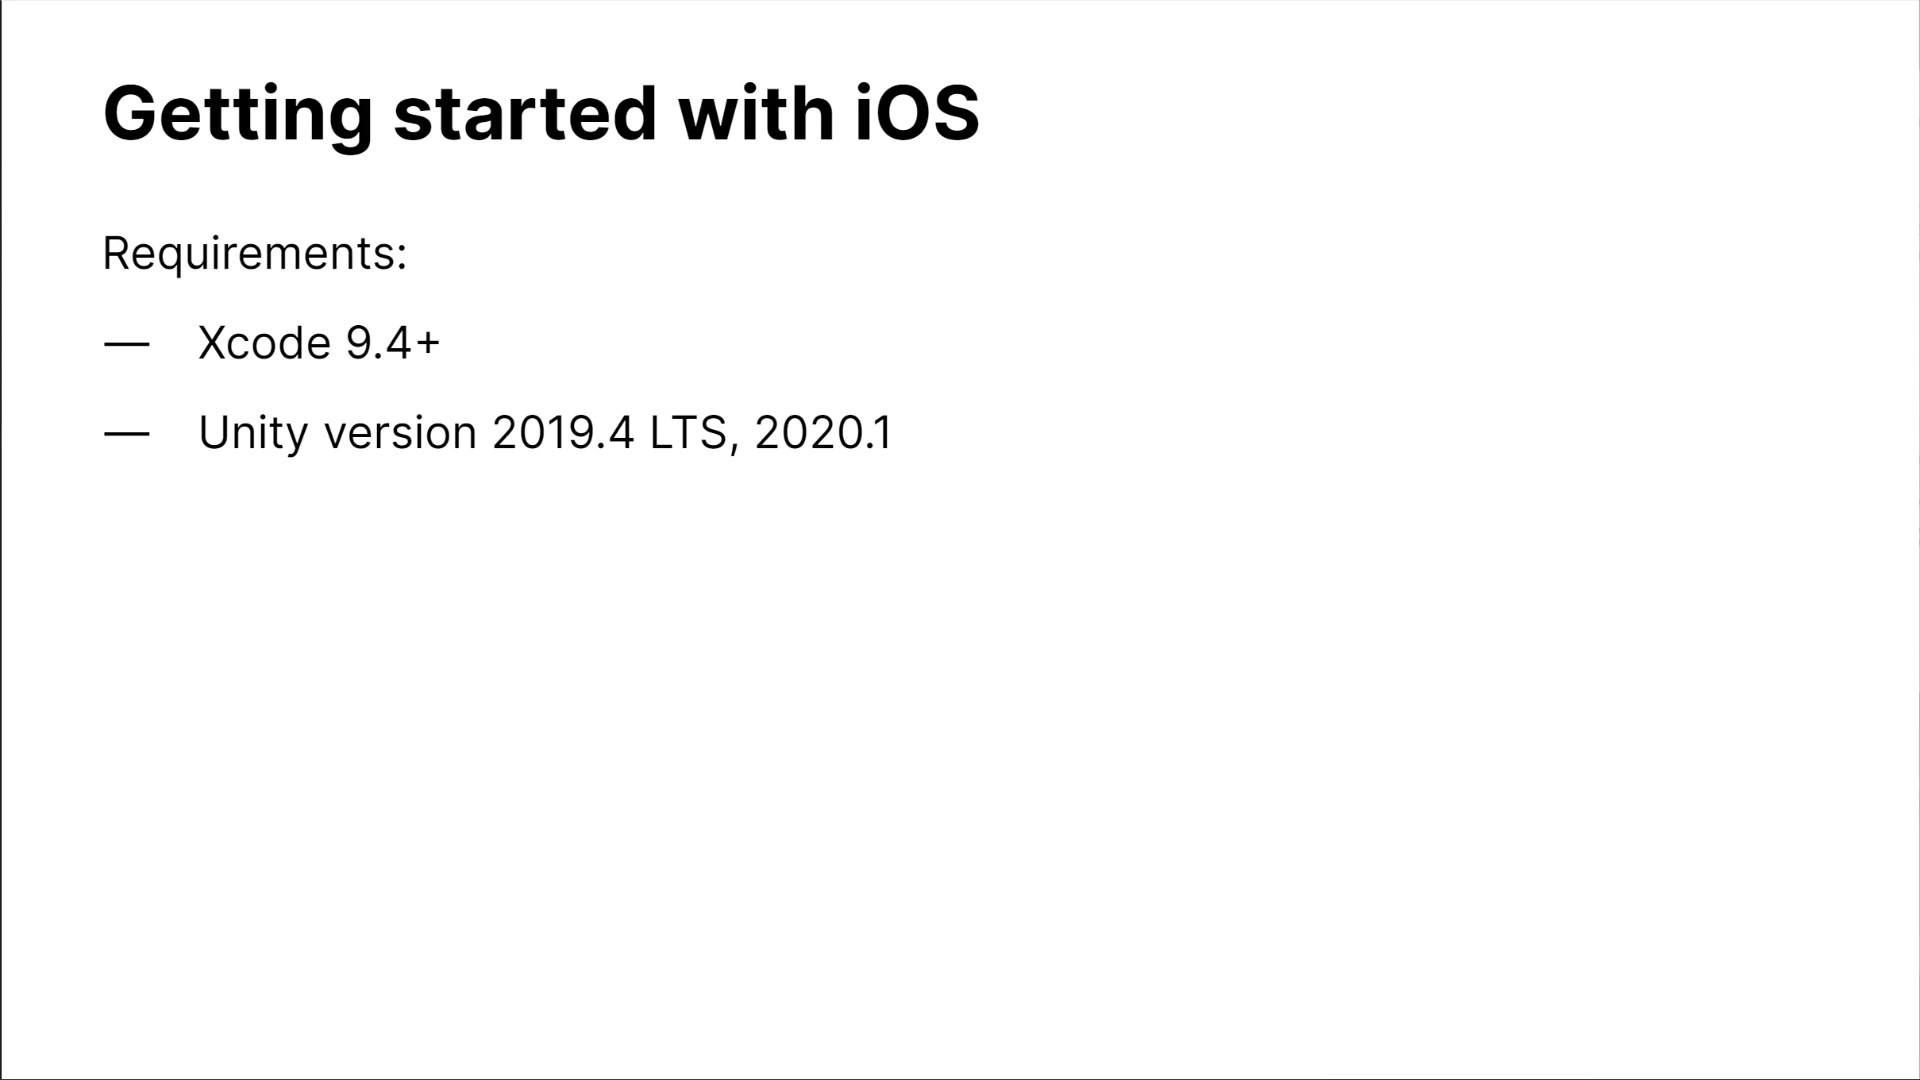 Getting started with iOS
Requirements:
— Xcode 9.4+
— Unity version 2019.4 LTS, 2020.1